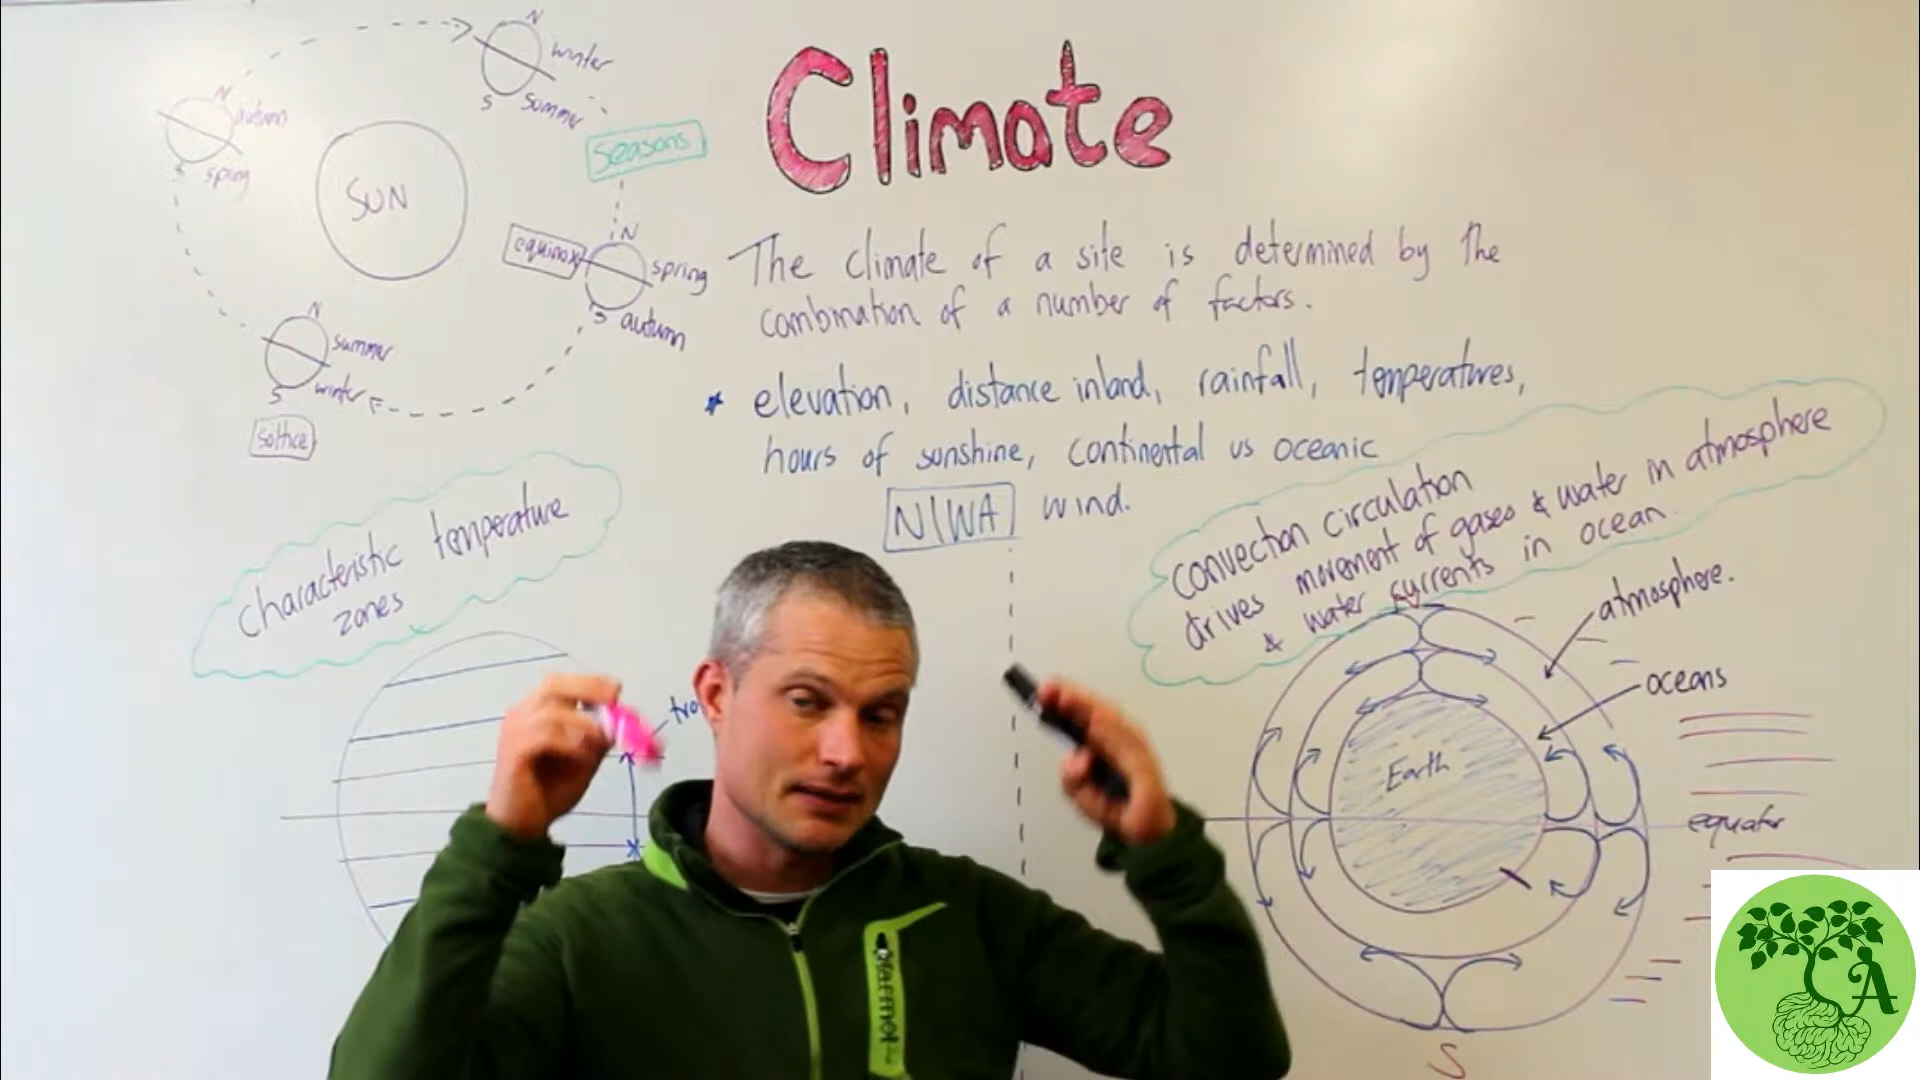 Climate
The climate of a site is determined by the
combination of a number of factors.
* elevation, distance inland, rainfall, temperatures,
hours of sunshine, continental vs oceanic
NIWA wind.
N
winter
S summer
seasons
N
autumn
S spring
SUN
equinox
N
spring
S autumn
N
summer
S winter
soltice
characteristic temperature
zones
tro
convection circulation
drives movement of gases & water in atmosphere
& water currents in ocean.
atmosphere.
oceans
Earth
equator
S
marmot
A